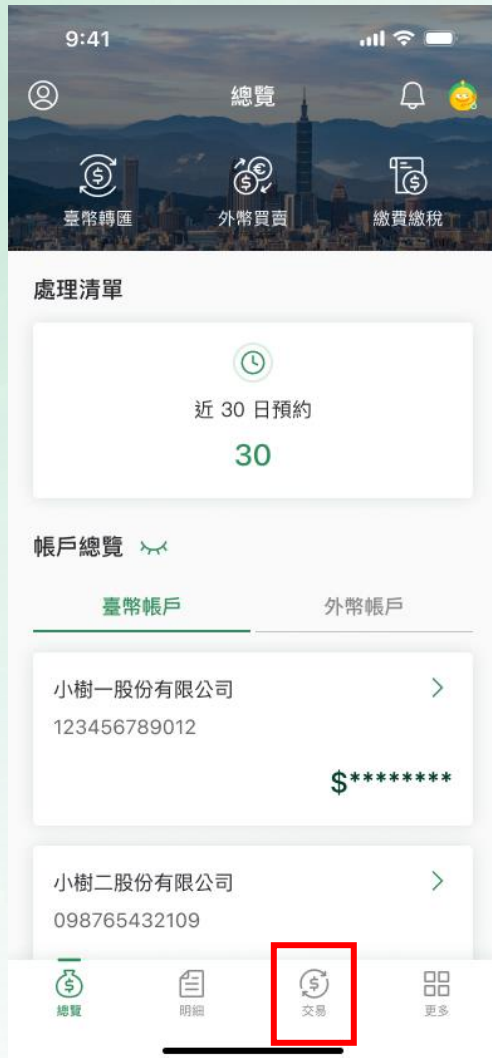 9:41
總覽
臺幣轉匯
外幣買賣
繳費繳稅
處理清單
近 30 日預約
30
帳戶總覽
臺幣帳戶
外幣帳戶
小樹一股份有限公司
123456789012
$********
小樹二股份有限公司
098765432109
總覽
明細
交易
更多